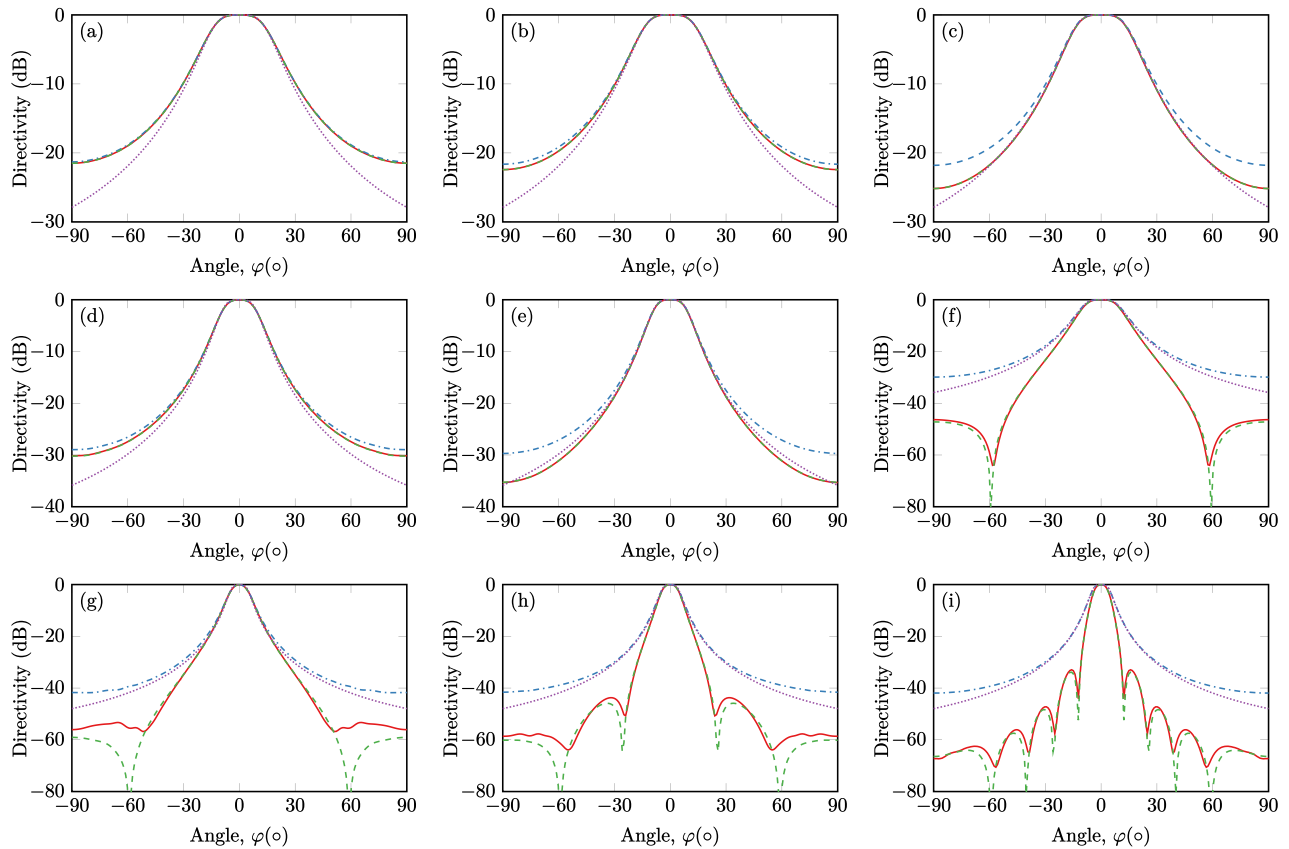 (a) (b) (c)
0 0 0
−10 −10 −10
−20 −20 −20
−30 −30 −30
Directivity (dB) Directivity (dB) Directivity (dB)
−90 −60 −30 0 30 60 90 −90 −60 −30 0 30 60 90 −90 −60 −30 0 30 60 90
Angle, φ(∘) Angle, φ(∘) Angle, φ(∘)
(d) (e) (f)
0 0 0
−10 −10 −20
−20 −20 −40
−30 −30 −60
−40 −40 −80
Directivity (dB) Directivity (dB) Directivity (dB)
−90 −60 −30 0 30 60 90 −90 −60 −30 0 30 60 90 −90 −60 −30 0 30 60 90
Angle, φ(∘) Angle, φ(∘) Angle, φ(∘)
(g) (h) (i)
0 0 0
−20 −20 −20
−40 −40 −40
−60 −60 −60
−80 −80 −80
Directivity (dB) Directivity (dB) Directivity (dB)
−90 −60 −30 0 30 60 90 −90 −60 −30 0 30 60 90 −90 −60 −30 0 30 60 90
Angle, φ(∘) Angle, φ(∘) Angle, φ(∘)